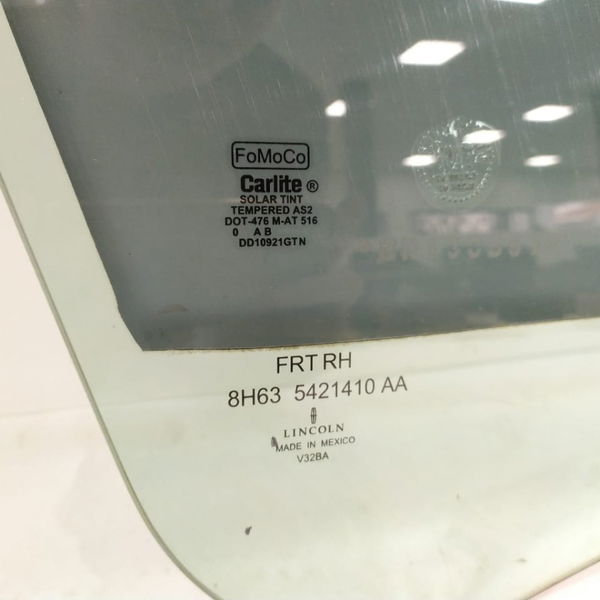 FoMoCo
Carlite ®
SOLAR TINT
TEMPERED AS2
DOT-476 M-AT 516
0 A B
DD10921GTN
FRT RH
8H63 5421410 AA
LINCOLN
MADE IN MEXICO
V32BA